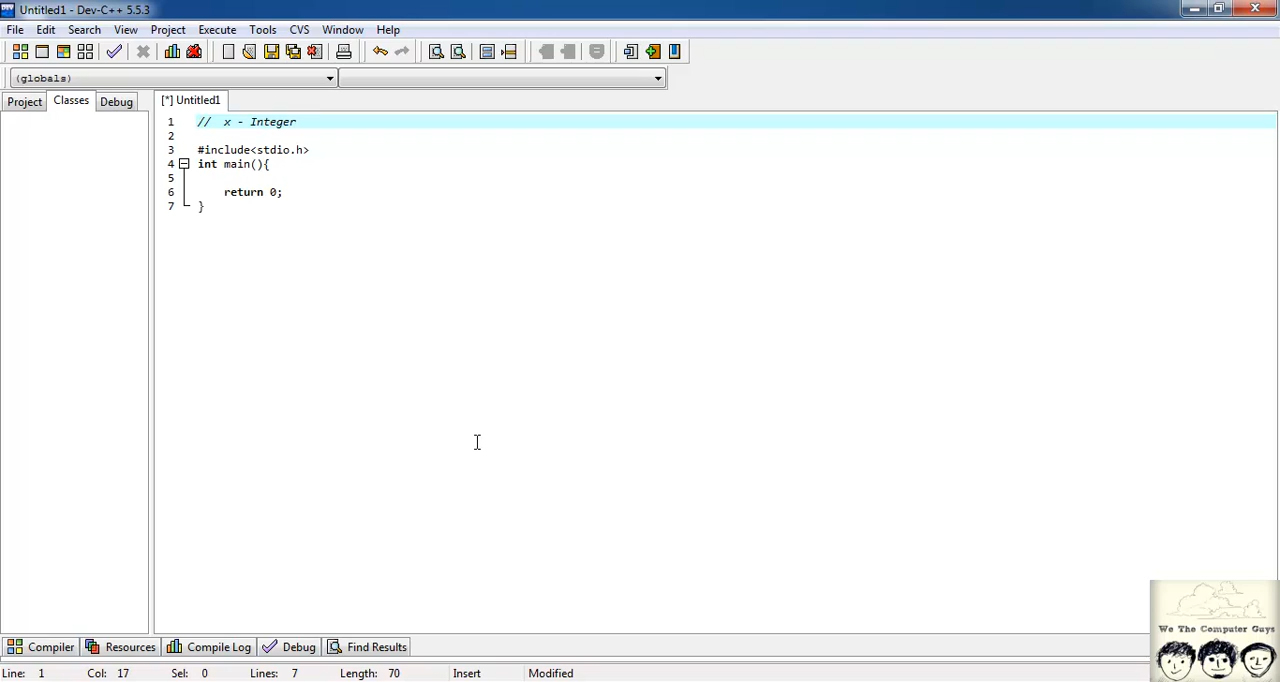 Untitled1 - Dev-C++ 5.5.3
File Edit Search View Project Execute Tools CVS Window Help
(globals)
Project Classes Debug [*] Untitled1
1 // x - Integer
2
3 #include<stdio.h>
4 int main(){
5
6 return 0;
7 }
We The Computer Guys
Compiler Resources Compile Log Debug Find Results
Line: 1 Col: 17 Sel: 0 Lines: 7 Length: 70 Insert Modified